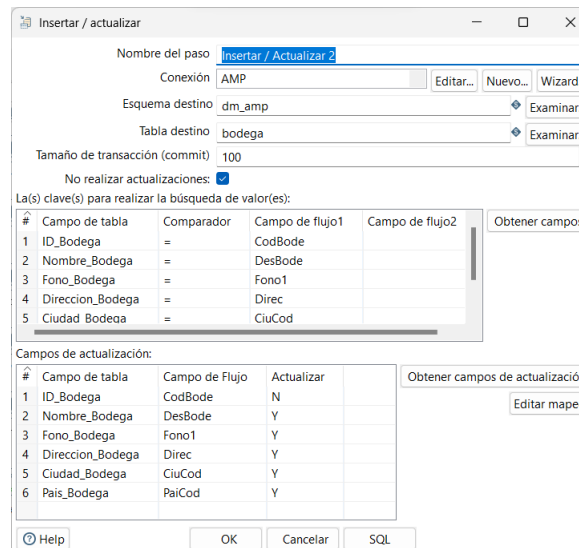 Insertar / actualizar
Nombre del paso Insertar / Actualizar 2
Conexión AMP Editar... Nuevo... Wizard
Esquema destino dm_amp Examinar
Tabla destino bodega Examinar
Tamaño de transacción (commit) 100
No realizar actualizaciones:
La(s) clave(s) para realizar la búsqueda de valor(es):
# Campo de tabla Comparador Campo de flujo1 Campo de flujo2 Obtener campos
1 ID_Bodega = CodBode
2 Nombre_Bodega = DesBode
3 Fono_Bodega = Fono1
4 Direccion_Bodega = Direc
5 Ciudad_Bodega = CiuCod
Campos de actualización:
# Campo de tabla Campo de Flujo Actualizar Obtener campos de actualizació
1 ID_Bodega CodBode N Editar mape
2 Nombre_Bodega DesBode Y
3 Fono_Bodega Fono1 Y
4 Direccion_Bodega Direc Y
5 Ciudad_Bodega CiuCod Y
6 Pais_Bodega PaiCod Y
Help OK Cancelar SQL